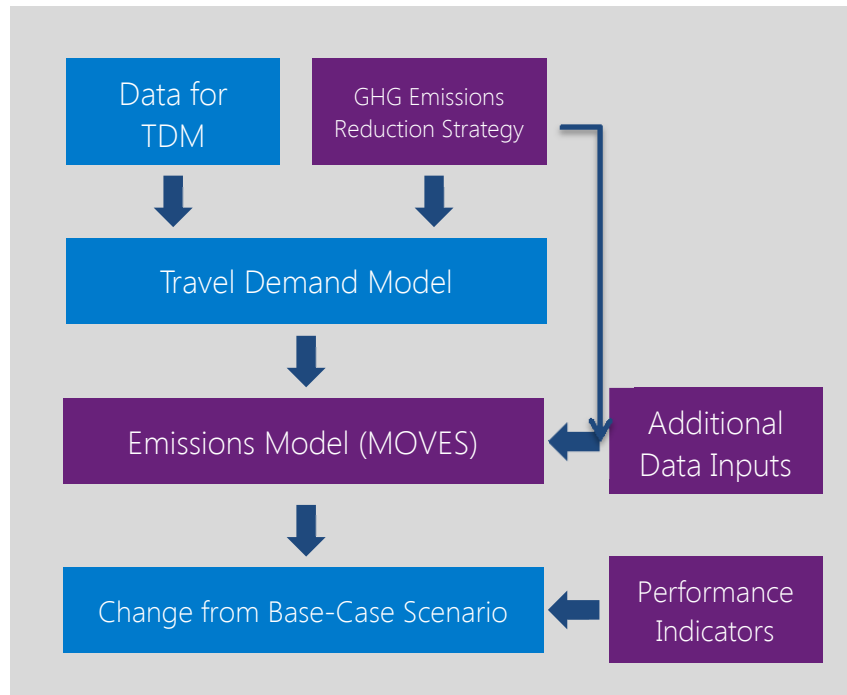 Data for
TDM
GHG Emissions
Reduction Strategy
Travel Demand Model
Emissions Model (MOVES)
Additional
Data Inputs
Change from Base-Case Scenario
Performance
Indicators